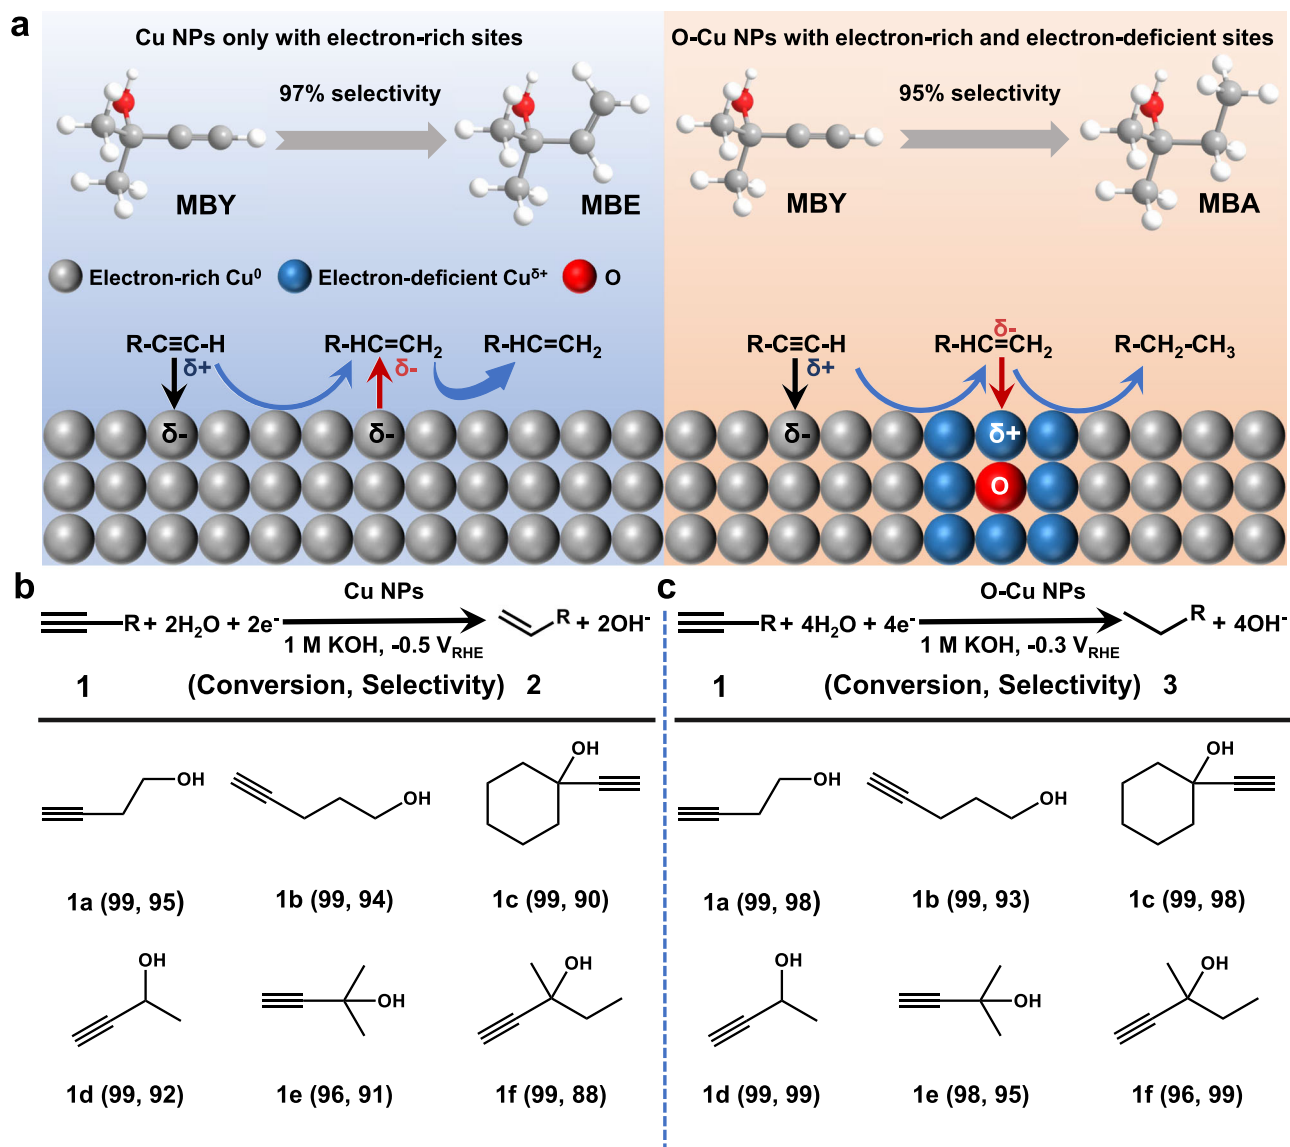 a
Cu NPs only with electron-rich sites
97% selectivity
MBY
MBE
Electron-rich Cu⁰
Electron-deficient Cuᵟ⁺
O
R-C≡C-H
δ+
R-HC=CH₂
δ-
R-HC=CH₂
δ-
δ-
O-Cu NPs with electron-rich and electron-deficient sites
95% selectivity
MBY
MBA
R-C≡C-H
δ+
δ-
R-HC=CH₂
R-CH₂-CH₃
δ-
δ+
O
b
Cu NPs
R + 2H₂O + 2e⁻
R
+ 2OH⁻
1 M KOH, -0.5 V_RHE
1 (Conversion, Selectivity) 2
OH
OH
OH
1a (99, 95)
1b (99, 94)
1c (99, 90)
OH
OH
OH
1d (99, 92)
1e (96, 91)
1f (99, 88)
c
O-Cu NPs
R + 4H₂O + 4e⁻
R
+ 4OH⁻
1 M KOH, -0.3 V_RHE
1 (Conversion, Selectivity) 3
OH
OH
OH
1a (99, 98)
1b (99, 93)
1c (99, 98)
OH
OH
OH
1d (99, 99)
1e (98, 95)
1f (96, 99)